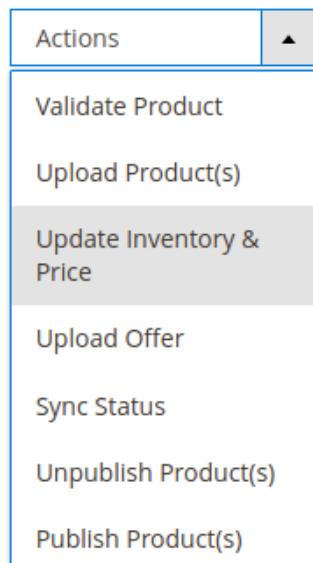 Actions
Validate Product
Upload Product(s)
Update Inventory &
Price
Upload Offer
Sync Status
Unpublish Product(s)
Publish Product(s)